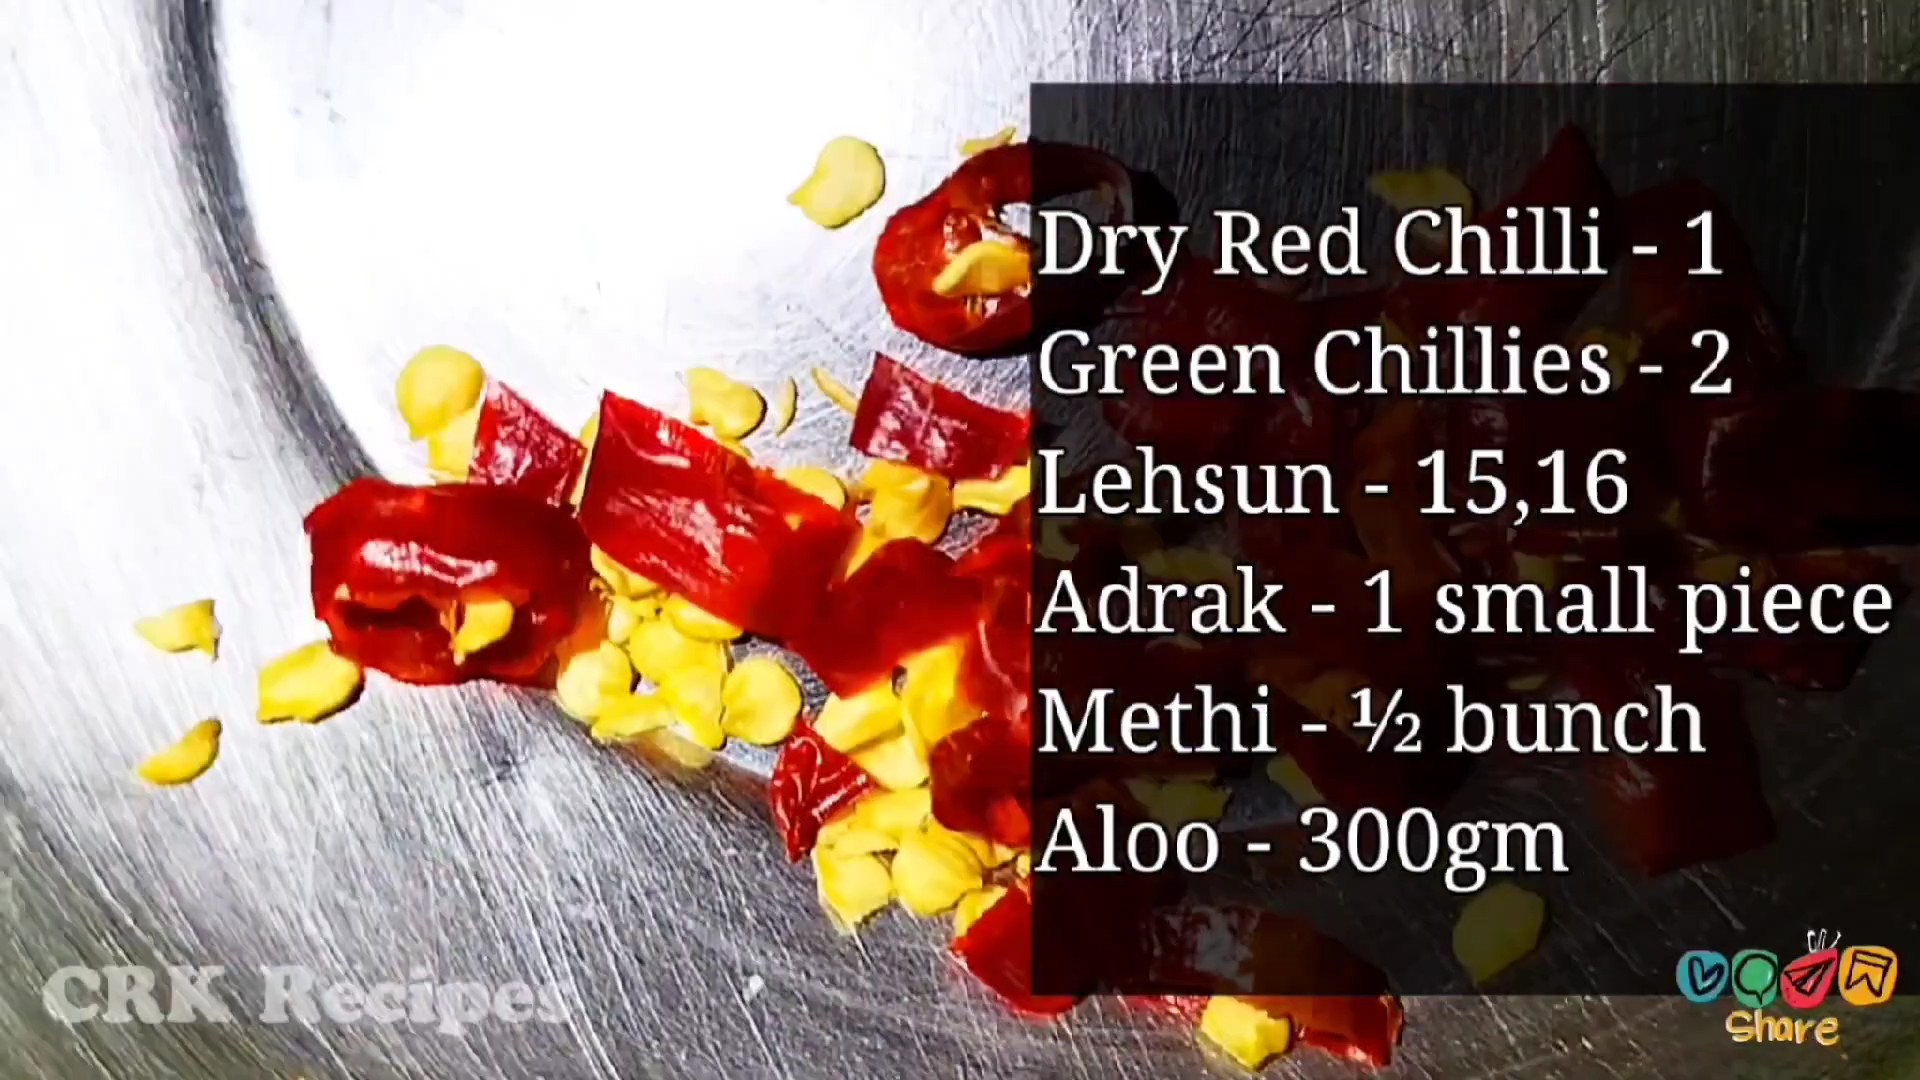 Dry Red Chilli - 1
Green Chillies - 2
Lehsun - 15,16
Adrak - 1 small piece
Methi - ½ bunch
Aloo - 300gm
CRK Recipes
Share